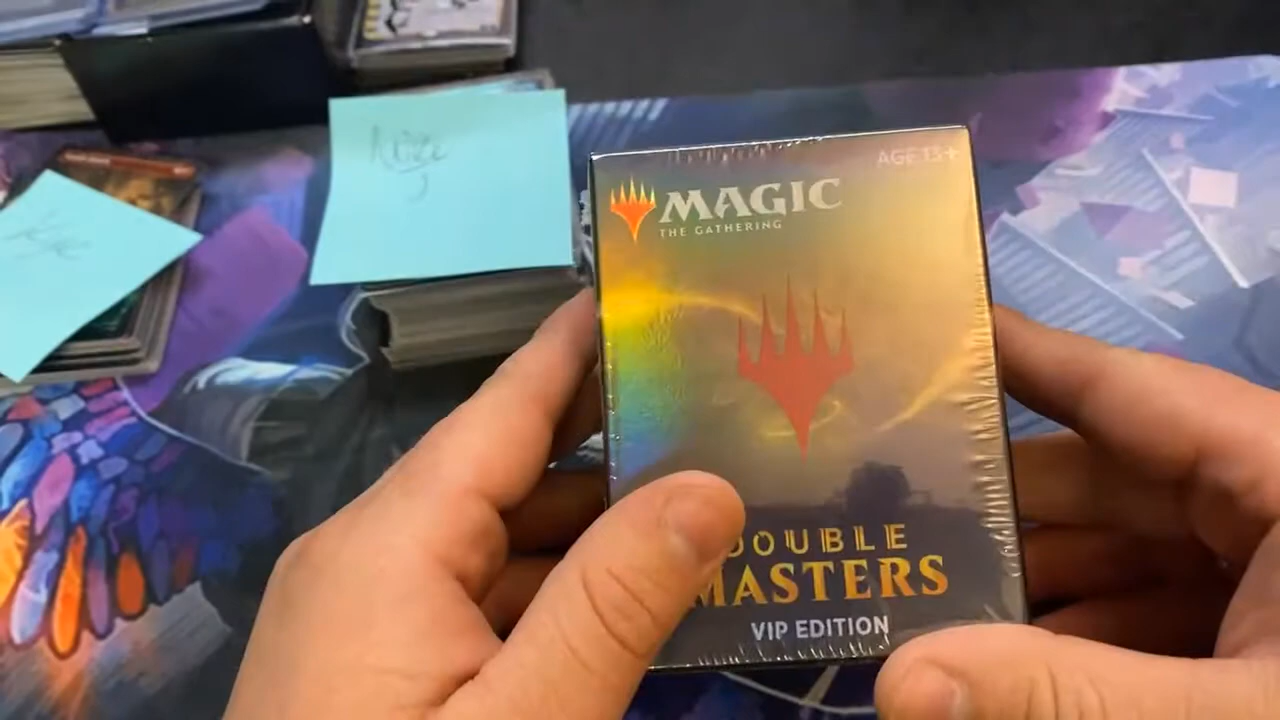 AGE 13+
MAGIC
THE GATHERING
DOUBLE
MASTERS
VIP EDITION